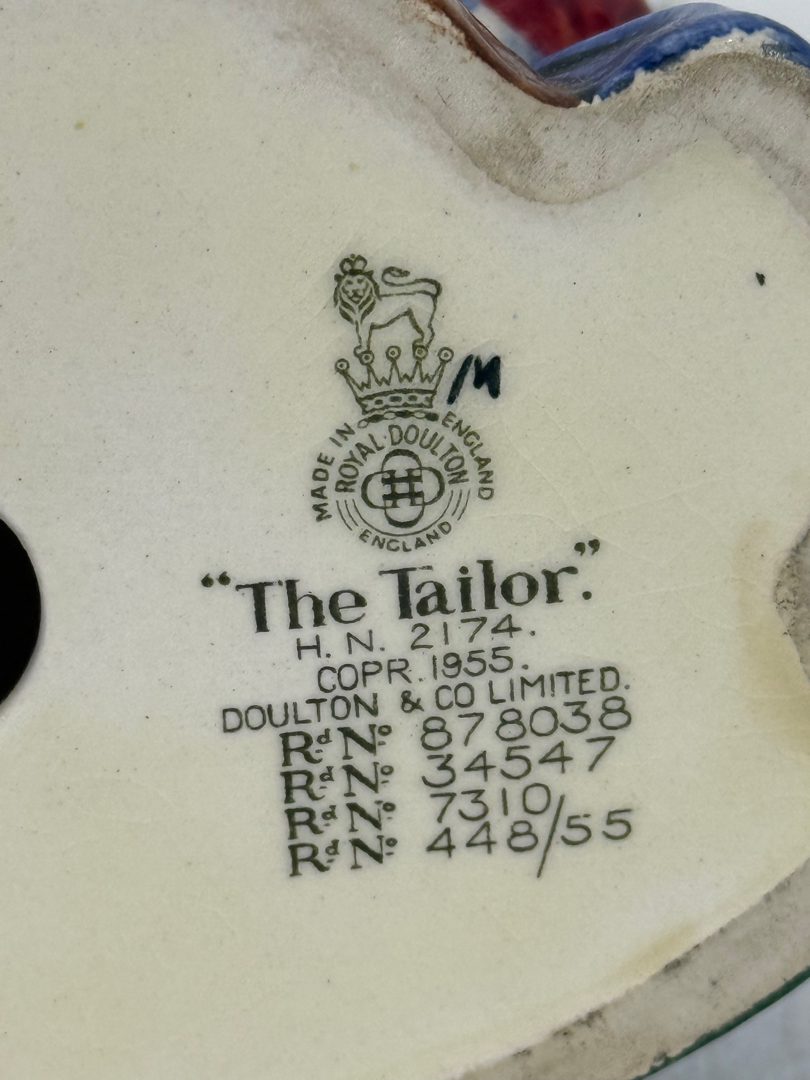 M
MADE IN ENGLAND
ROYAL DOULTON
ENGLAND
“The Tailor.”
H. N. 2174.
COPR. 1955.
DOULTON & CO LIMITED.
Rd No. 878038
Rd No. 34547
Rd No. 7310
Rd No. 448/55